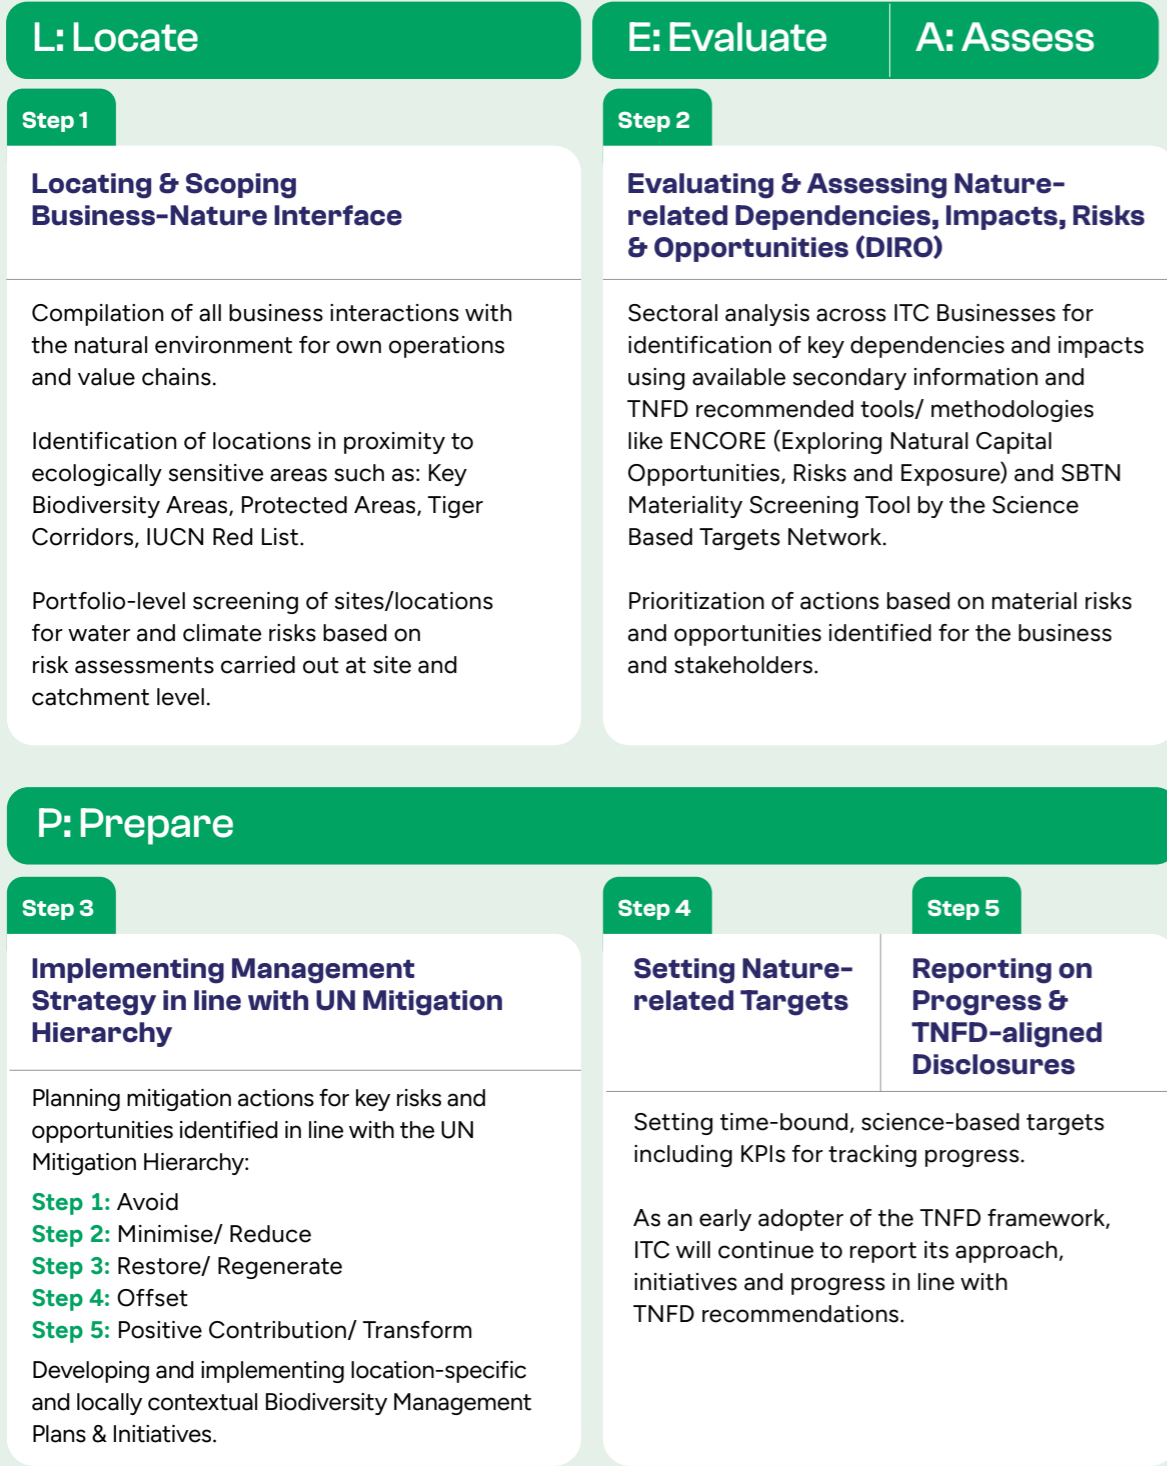 L: Locate
Step 1
Locating & Scoping
Business-Nature Interface
Compilation of all business interactions with
the natural environment for own operations
and value chains.
Identification of locations in proximity to
ecologically sensitive areas such as: Key
Biodiversity Areas, Protected Areas, Tiger
Corridors, IUCN Red List.
Portfolio-level screening of sites/locations
for water and climate risks based on
risk assessments carried out at site and
catchment level.
E: Evaluate
A: Assess
Step 2
Evaluating & Assessing Nature-
related Dependencies, Impacts, Risks
& Opportunities (DIRO)
Sectoral analysis across ITC Businesses for
identification of key dependencies and impacts
using available secondary information and
TNFD recommended tools/ methodologies
like ENCORE (Exploring Natural Capital
Opportunities, Risks and Exposure) and SBTN
Materiality Screening Tool by the Science
Based Targets Network.
Prioritization of actions based on material risks
and opportunities identified for the business
and stakeholders.
P: Prepare
Step 3
Implementing Management
Strategy in line with UN Mitigation
Hierarchy
Planning mitigation actions for key risks and
opportunities identified in line with the UN
Mitigation Hierarchy:
Step 1: Avoid
Step 2: Minimise/ Reduce
Step 3: Restore/ Regenerate
Step 4: Offset
Step 5: Positive Contribution/ Transform
Developing and implementing location-specific
and locally contextual Biodiversity Management
Plans & Initiatives.
Step 4
Setting Nature-
related Targets
Step 5
Reporting on
Progress &
TNFD-aligned
Disclosures
Setting time-bound, science-based targets
including KPIs for tracking progress.
As an early adopter of the TNFD framework,
ITC will continue to report its approach,
initiatives and progress in line with
TNFD recommendations.